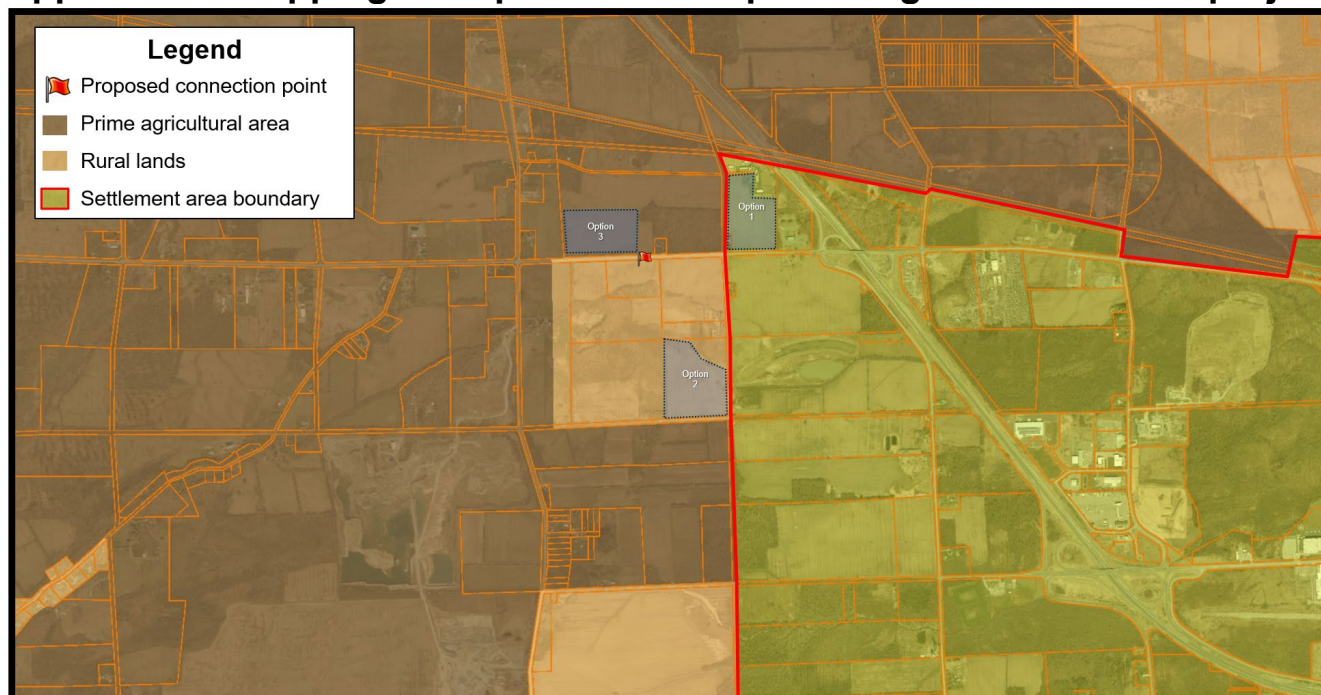 Legend
Proposed connection point
Prime agricultural area
Rural lands
Settlement area boundary
Option
1
Option
3
Option
2